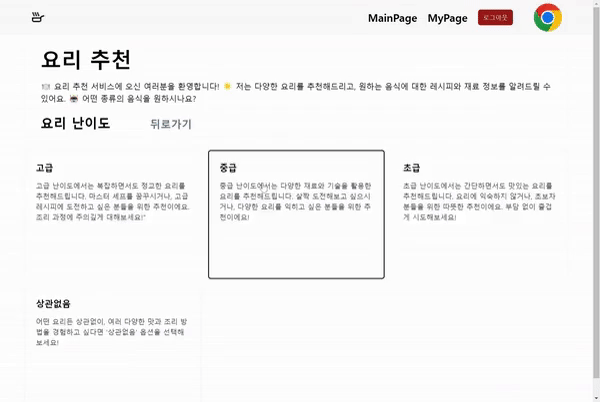 MainPage MyPage 로그아웃
요리 추천
🍽️ 요리 추천 서비스에 오신 여러분을 환영합니다! 🌟 저는 다양한 요리를 추천해드리고, 원하는 음식에 대한 레시피와 재료 정보를 알려드릴 수
있어요. 🍲 어떤 종류의 음식을 원하시나요?
요리 난이도 뒤로가기
고급
고급 난이도에서는 복잡하면서도 정교한 요리를
추천해드립니다. 마스터 셰프를 꿈꾸시거나, 고급
레시피에 도전하고 싶은 분들을 위한 추천이에요.
조리 과정에 주의깊게 대해보세요!"
중급
중급 난이도에서는 다양한 재료와 기술을 활용한
요리를 추천해드립니다. 살짝 도전해보고 싶으시
거나, 다양한 요리를 익히고 싶은 분들을 위한 추
천이에요!
초급
초급 난이도에서는 간단하면서도 맛있는 요리를
추천해드립니다. 요리에 익숙하지 않거나, 초보자
분들을 위한 따뜻한 추천이에요. 부담 없이 즐겁
게 시도해보세요!
상관없음
어떤 요리든 상관없이, 여러 다양한 맛과 조리 방
법을 경험하고 싶다면 '상관없음' 옵션을 선택해
보세요!